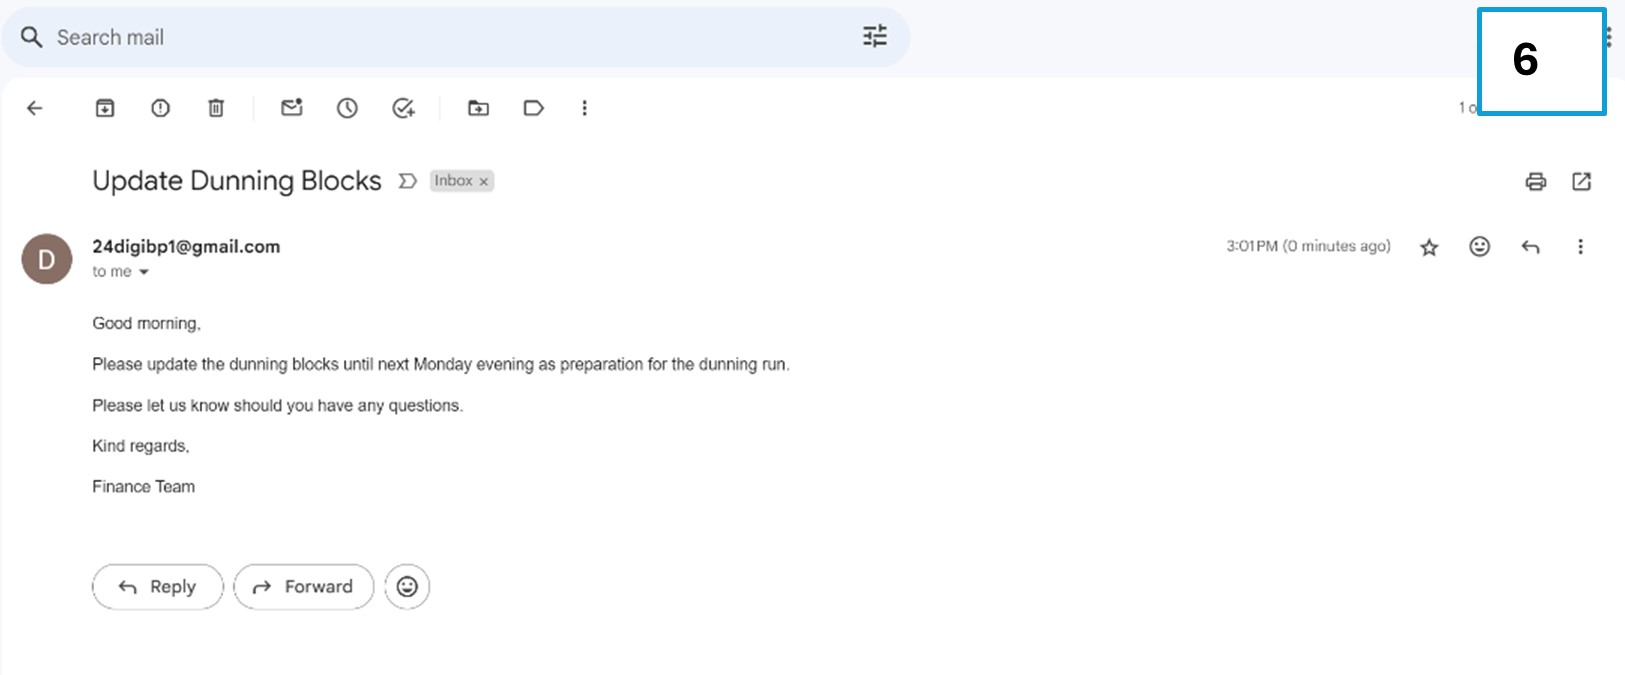 Search mail
6
1 o
Update Dunning Blocks Inbox x
D
24digibp1@gmail.com 3:01 PM (0 minutes ago)
to me
Good morning,
Please update the dunning blocks until next Monday evening as preparation for the dunning run.
Please let us know should you have any questions.
Kind regards,
Finance Team
Reply Forward